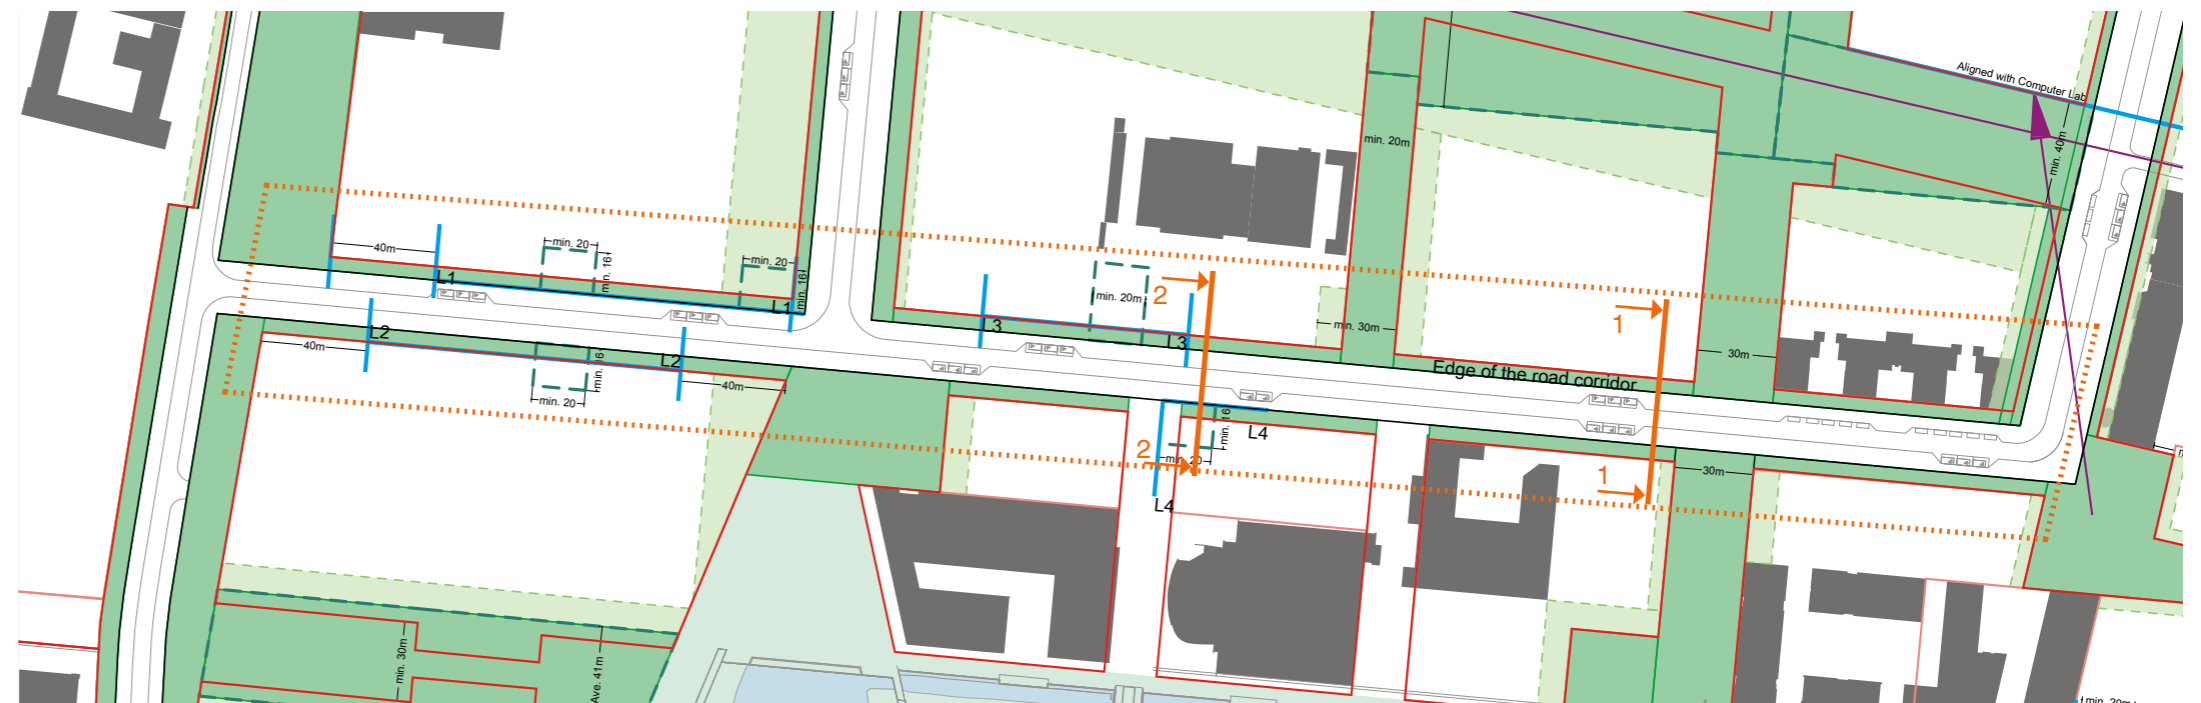 Aligned with Computer Lab
min. 20m
min. 40m
40m
min. 20
min. 16
min. 20
min. 16
L1
L1
2
min. 20m
1
L2
40m
L2
min. 16
40m
min. 20
L3
L3
min. 30m
30m
Edge of the road corridor
min. 16
L4
2
min. 20
1
30m
L4
min. 30m
Ave. 41m
min. 20m